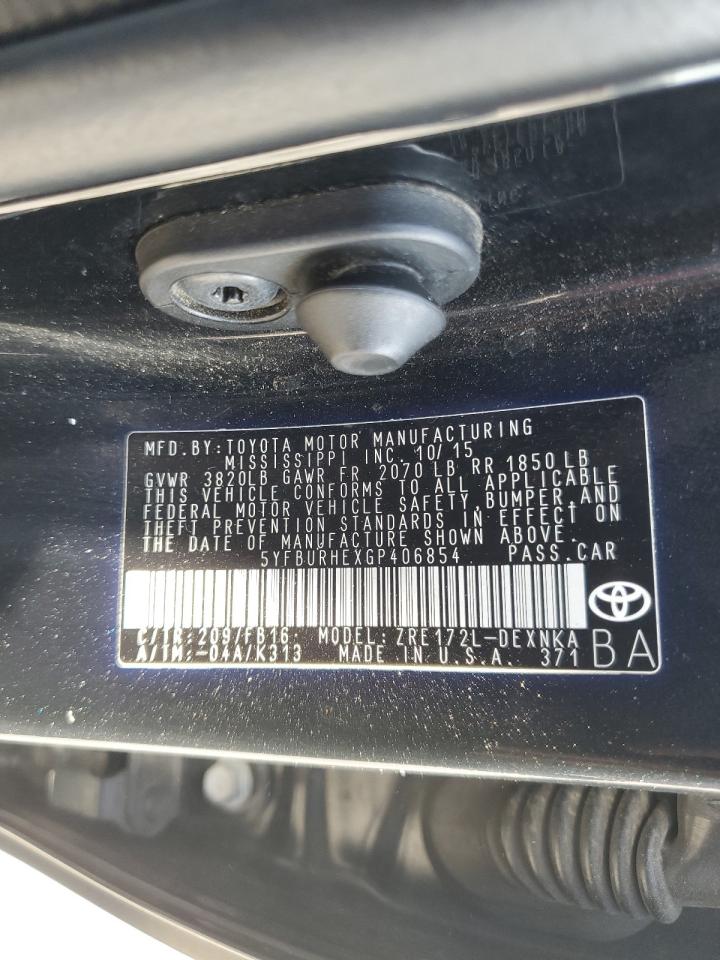 MFD.BY:TOYOTA MOTOR MANUFACTURING
MISSISSIPPI INC. 10/15
GVWR 3820LB GAWR FR 2070 LB RR 1850 LB
THIS VEHICLE CONFORMS TO ALL APPLICABLE
FEDERAL MOTOR VEHICLE SAFETY,BUMPER,AND
THEFT PREVENTION STANDARDS IN EFFECT ON
THE DATE OF MANUFACTURE SHOWN ABOVE.
5YFBURHEXGP406854 PASS.CAR
C/TR:209/FB16 MODEL:ZRE172L-DEXNKA
A/TM:-04A/K313 MADE IN U.S.A. 371
BA